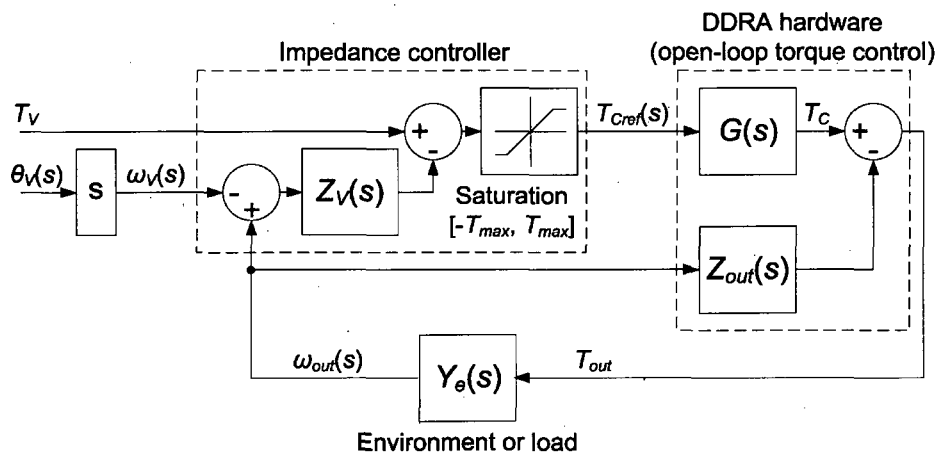 DDRA hardware
(open-loop torque control)
Impedance controller
T_V
+
-
T_Cref(s)
G(s)
T_C
+
-
θ_V(s)
s
ω_V(s)
-
+
Z_V(s)
Saturation
[-T_max, T_max]
Z_out(s)
ω_out(s)
Y_e(s)
T_out
Environment or load